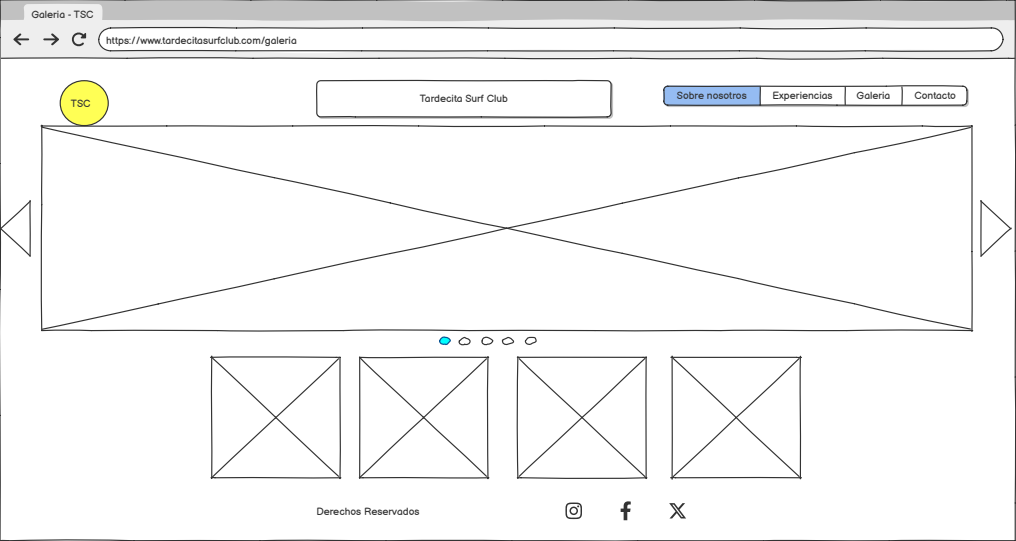 Galeria - TSC
https://www.tardecitasurfclub.com/galeria
TSC
Tardecita Surf Club
Sobre nosotros
Experiencias
Galeria
Contacto
Derechos Reservados